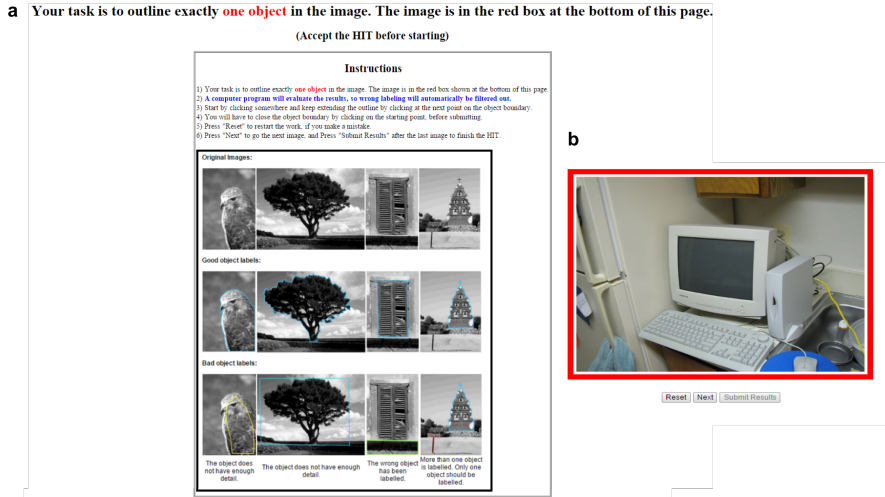 a
Your task is to outline exactly one object in the image. The image is in the red box at the bottom of this page.
(Accept the HIT before starting)
Instructions
1) Your task is to outline exactly one object in the image. The image is in the red box shown at the bottom of this page.
2) A computer program will evaluate the results, so wrong labeling will automatically be filtered out.
3) Start by clicking somewhere and keep extending the outline by clicking at the next point on the object boundary.
4) You will have to close the object boundary by clicking on the starting point, before submitting.
5) Press "Reset" to restart the work, if you make a mistake.
6) Press "Next" to go the next image, and Press "Submit Results" after the last image to finish the HIT.
Original Images:
Good object labels:
Bad object labels:
The object does
not have enough
detail.
The object does not have enough
detail.
The wrong object
has been
labelled.
More than one object
is labelled. Only one
object should be
labelled.
b
Reset Next Submit Results